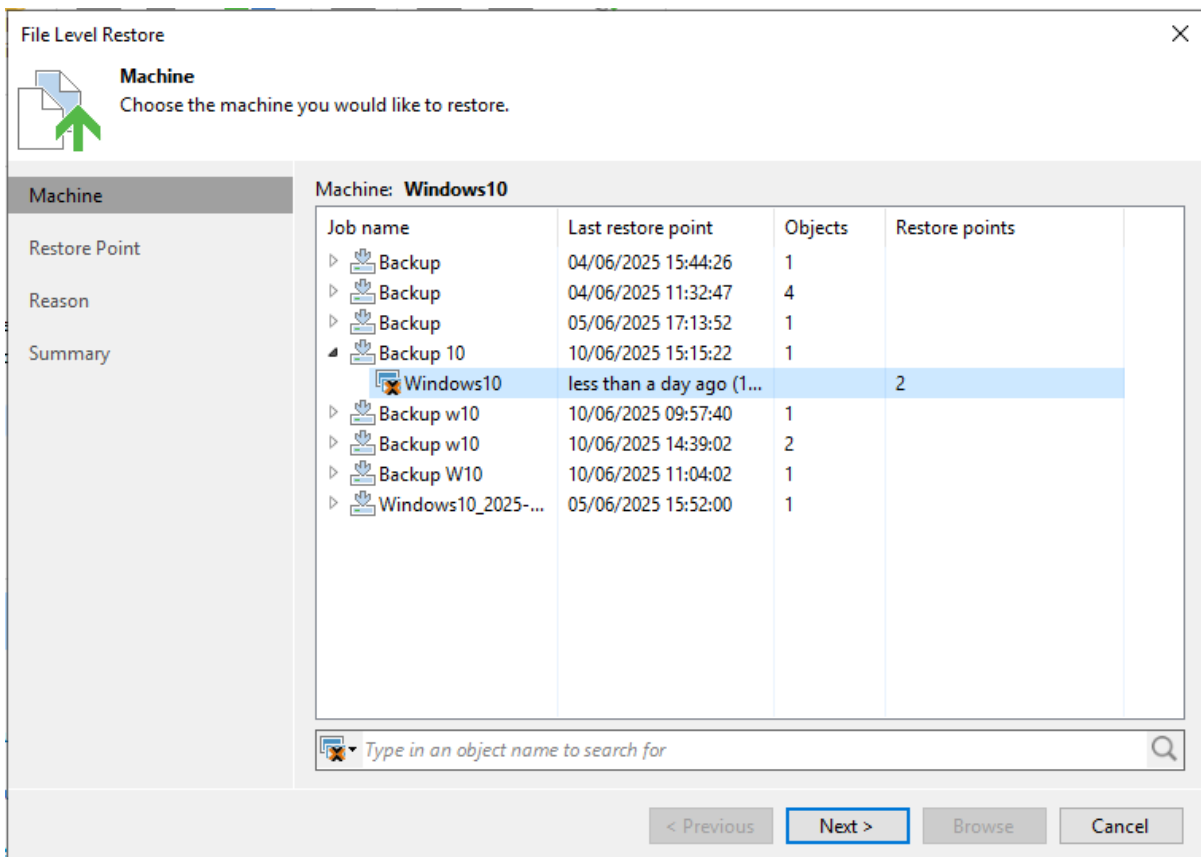 File Level Restore
Machine
Choose the machine you would like to restore.
Machine
Restore Point
Reason
Summary
Machine: Windows10
Job name Last restore point Objects Restore points
Backup 04/06/2025 15:44:26 1
Backup 04/06/2025 11:32:47 4
Backup 05/06/2025 17:13:52 1
Backup 10 10/06/2025 15:15:22 1
Windows10 less than a day ago (1... 2
Backup w10 10/06/2025 09:57:40 1
Backup w10 10/06/2025 14:39:02 2
Backup W10 10/06/2025 11:04:02 1
Windows10_2025-... 05/06/2025 15:52:00 1
Type in an object name to search for
< Previous Next > Browse Cancel